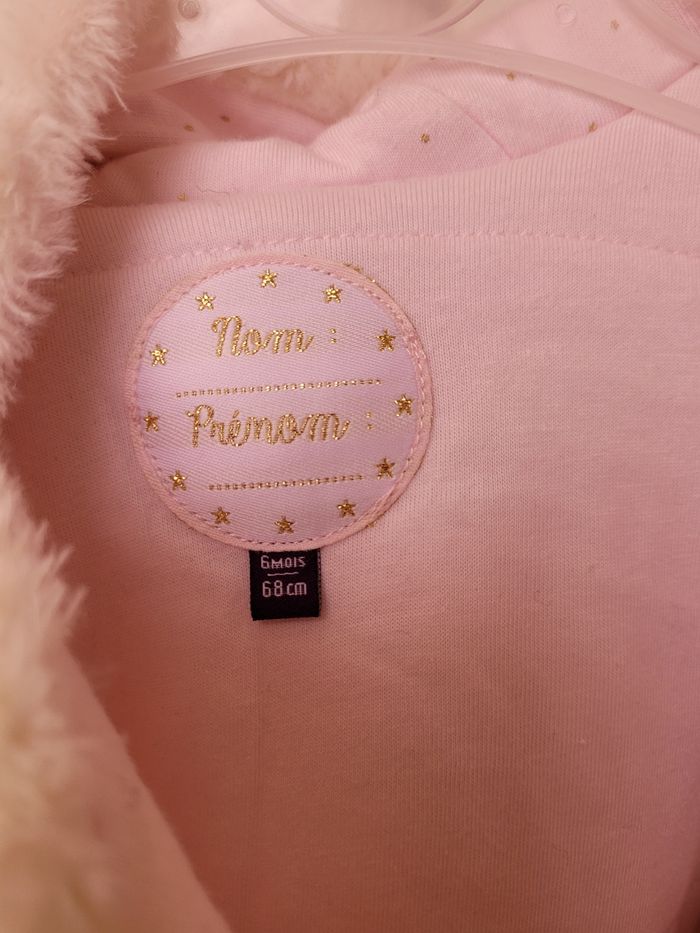 Nom :
Prénom :
6MOIS
68cm